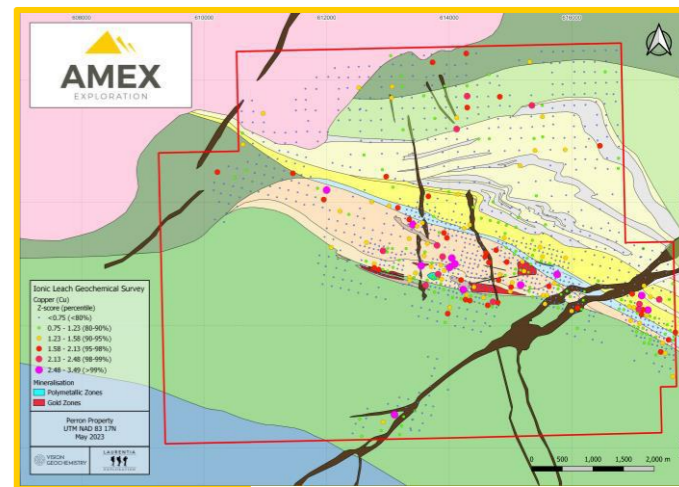 608000 610000 612000 614000 616000
AMEX
EXPLORATION
Ionic Leach Geochemical Survey
Copper (Cu)
Z-score (percentile)
<0.75 (<80%)
0.75 - 1.23 (80-90%)
1.23 - 1.58 (90-95%)
1.58 - 2.13 (95-98%)
2.13 - 2.48 (98-99%)
2.48 - 3.49 (>99%)
Mineralisation
Polymetallic Zones
Gold Zones
Perron Property
UTM NAD 83 17N
May 2023
VISION
GEOCHEMISTRY
LAURENTIA
EXPLORATION
0 500 1,000 1,500 2,000 m